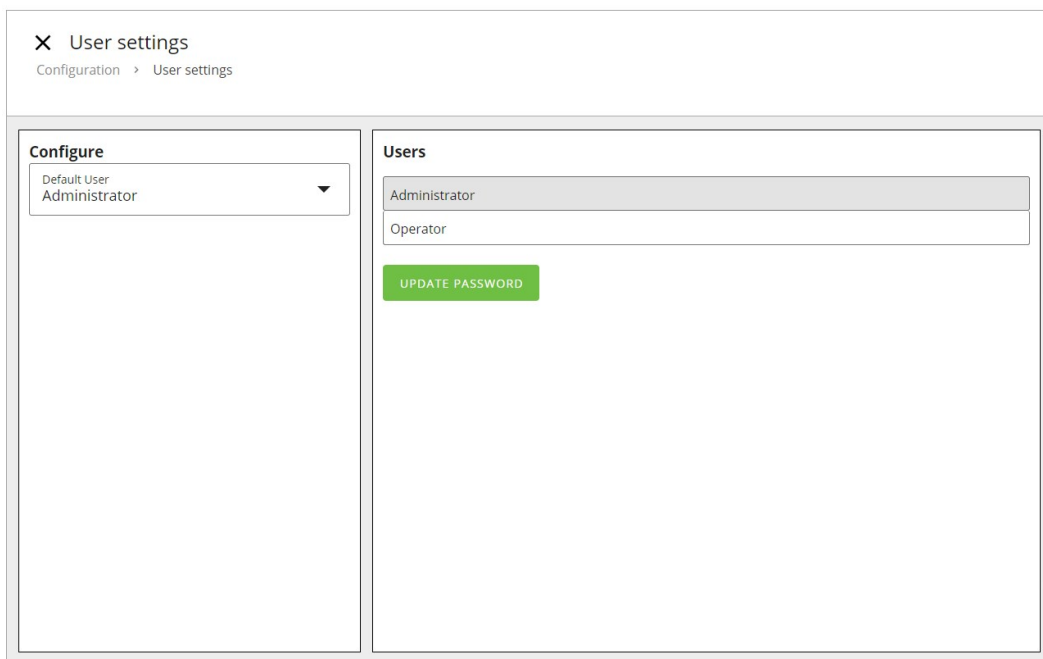 User settings
Configuration > User settings
Configure
Default User
Administrator
Users
Administrator
Operator
UPDATE PASSWORD